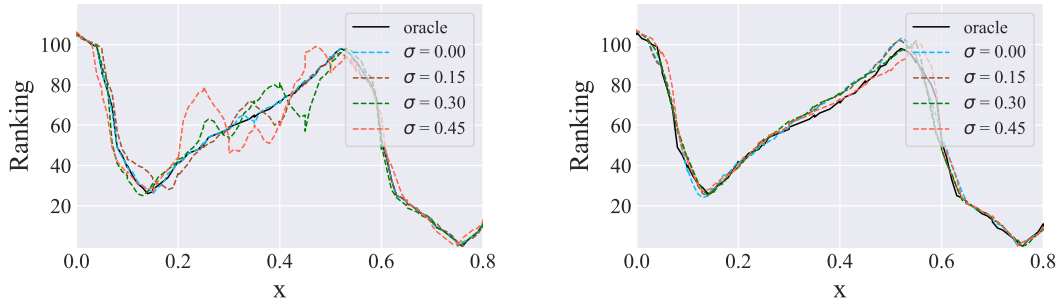 100
80
60
40
20
Ranking
0.0 0.2 0.4 0.6 0.8
x
oracle
σ = 0.00
σ = 0.15
σ = 0.30
σ = 0.45
100
80
60
40
20
Ranking
0.0 0.2 0.4 0.6 0.8
x
oracle
σ = 0.00
σ = 0.15
σ = 0.30
σ = 0.45